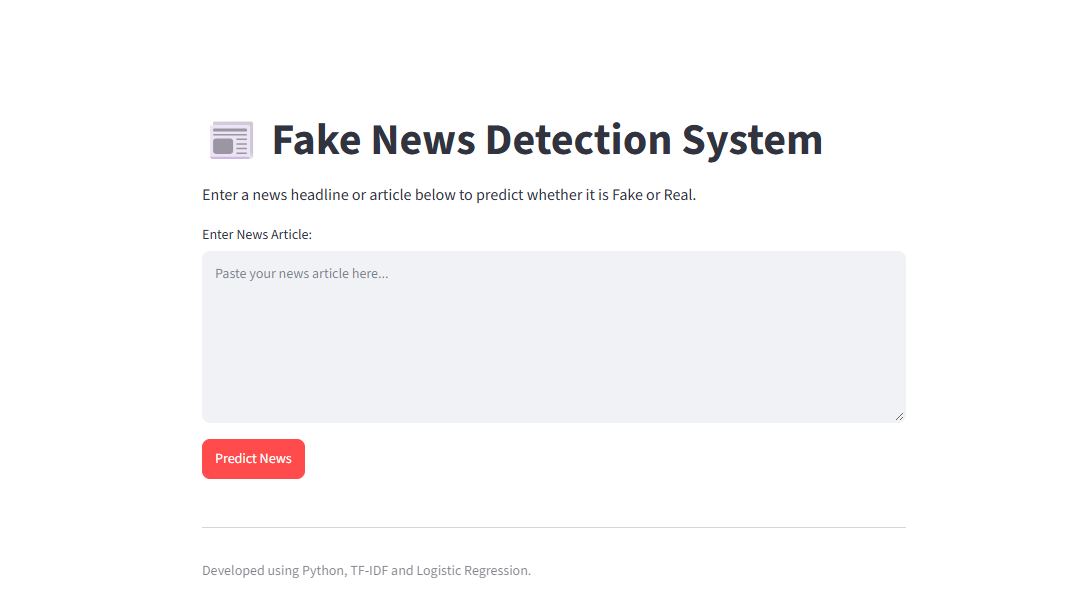 Fake News Detection System
Enter a news headline or article below to predict whether it is Fake or Real.
Enter News Article:
Paste your news article here...
Predict News
Developed using Python, TF-IDF and Logistic Regression.